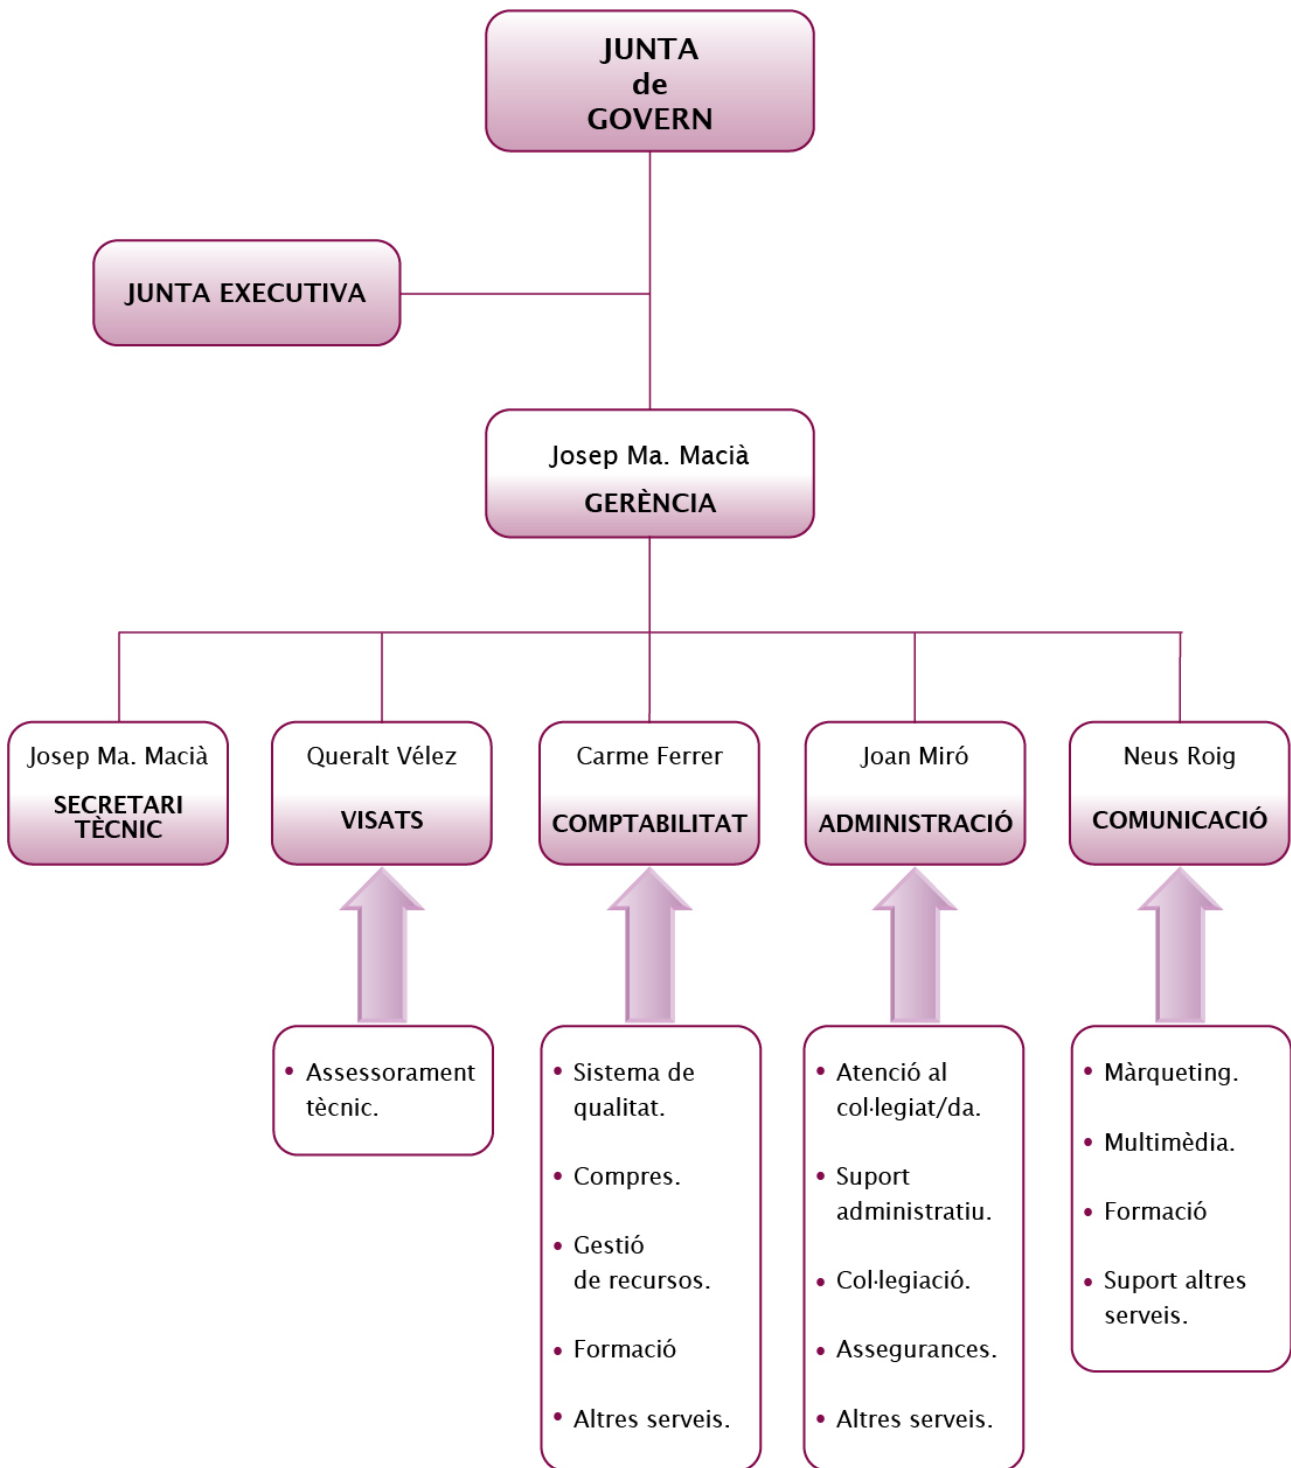 JUNTA
de
GOVERN
JUNTA EXECUTIVA
Josep Ma. Macià
GERÈNCIA
Josep Ma. Macià
SECRETARI
TÈCNIC
Queralt Vélez
VISATS
Carme Ferrer
COMPTABILITAT
Joan Miró
ADMINISTRACIÓ
Neus Roig
COMUNICACIÓ
• Assessorament
tècnic.
• Sistema de
qualitat.
• Compres.
• Gestió
de recursos.
• Formació
• Altres serveis.
• Atenció al
col·legiat/da.
• Suport
administratiu.
• Col·legiació.
• Assegurances.
• Altres serveis.
• Màrqueting.
• Multimèdia.
• Formació
• Suport altres
serveis.